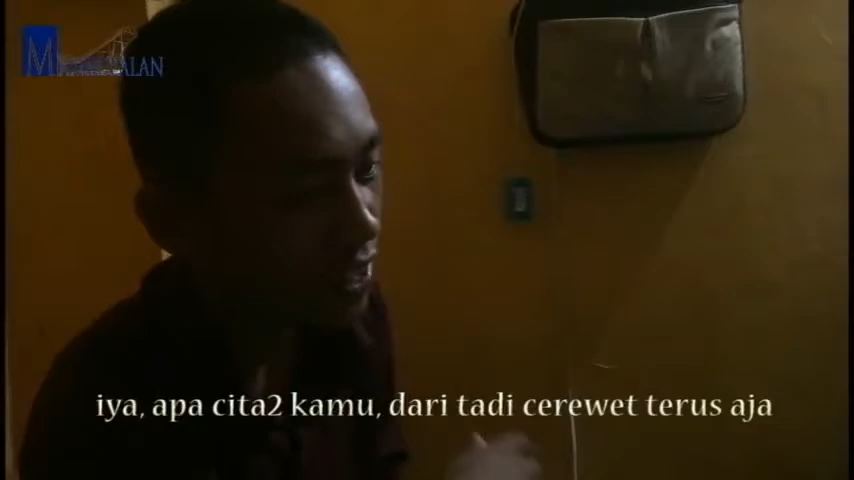 iya, apa cita2 kamu, dari tadi cerewet terus aja